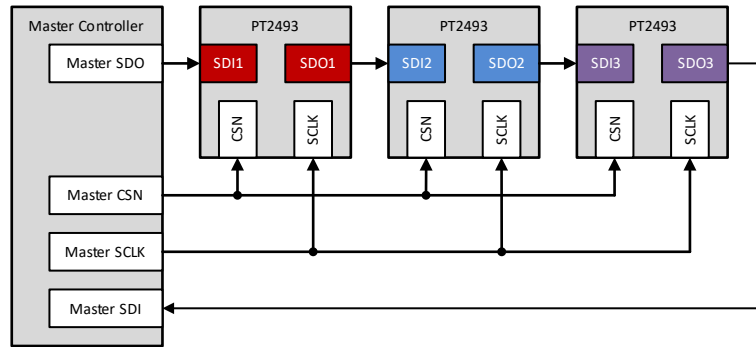 Master Controller
PT2493
PT2493
PT2493
Master SDO
SDI1
SDO1
SDI2
SDO2
SDI3
SDO3
CSN
SCLK
CSN
SCLK
CSN
SCLK
Master CSN
Master SCLK
Master SDI